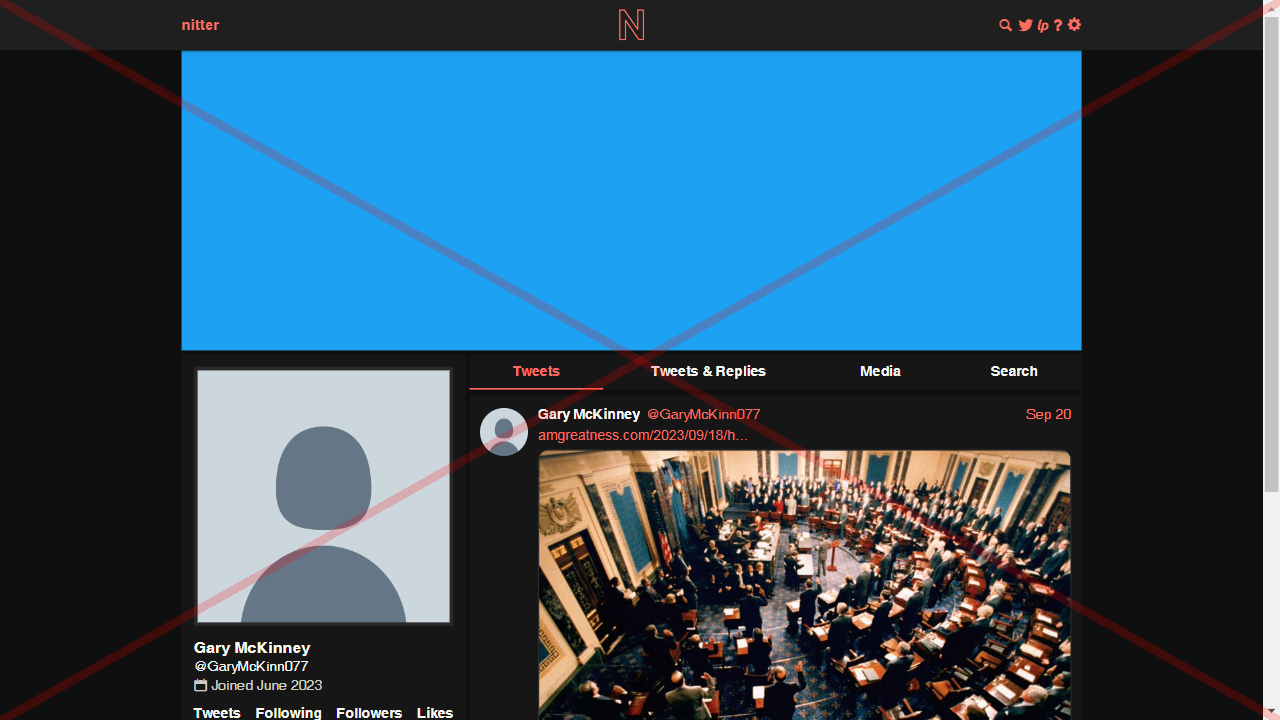 nitter
N
lp ?
Tweets
Tweets & Replies
Media
Search
Gary McKinney @GaryMcKinn077
Sep 20
amgreatness.com/2023/09/18/h…
Gary McKinney
@GaryMcKinn077
Joined June 2023
Tweets Following Followers Likes